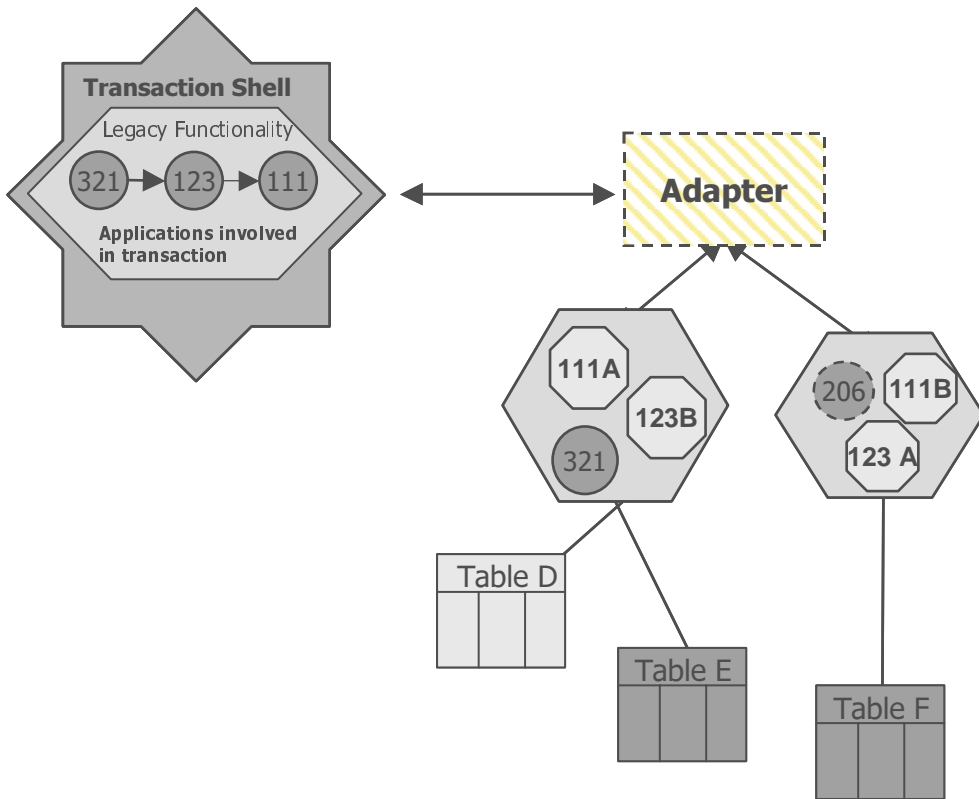 Transaction Shell
Legacy Functionality
321
123
111
Applications involved
in transaction
Adapter
111A
123B
321
206
111B
123 A
Table D
Table E
Table F